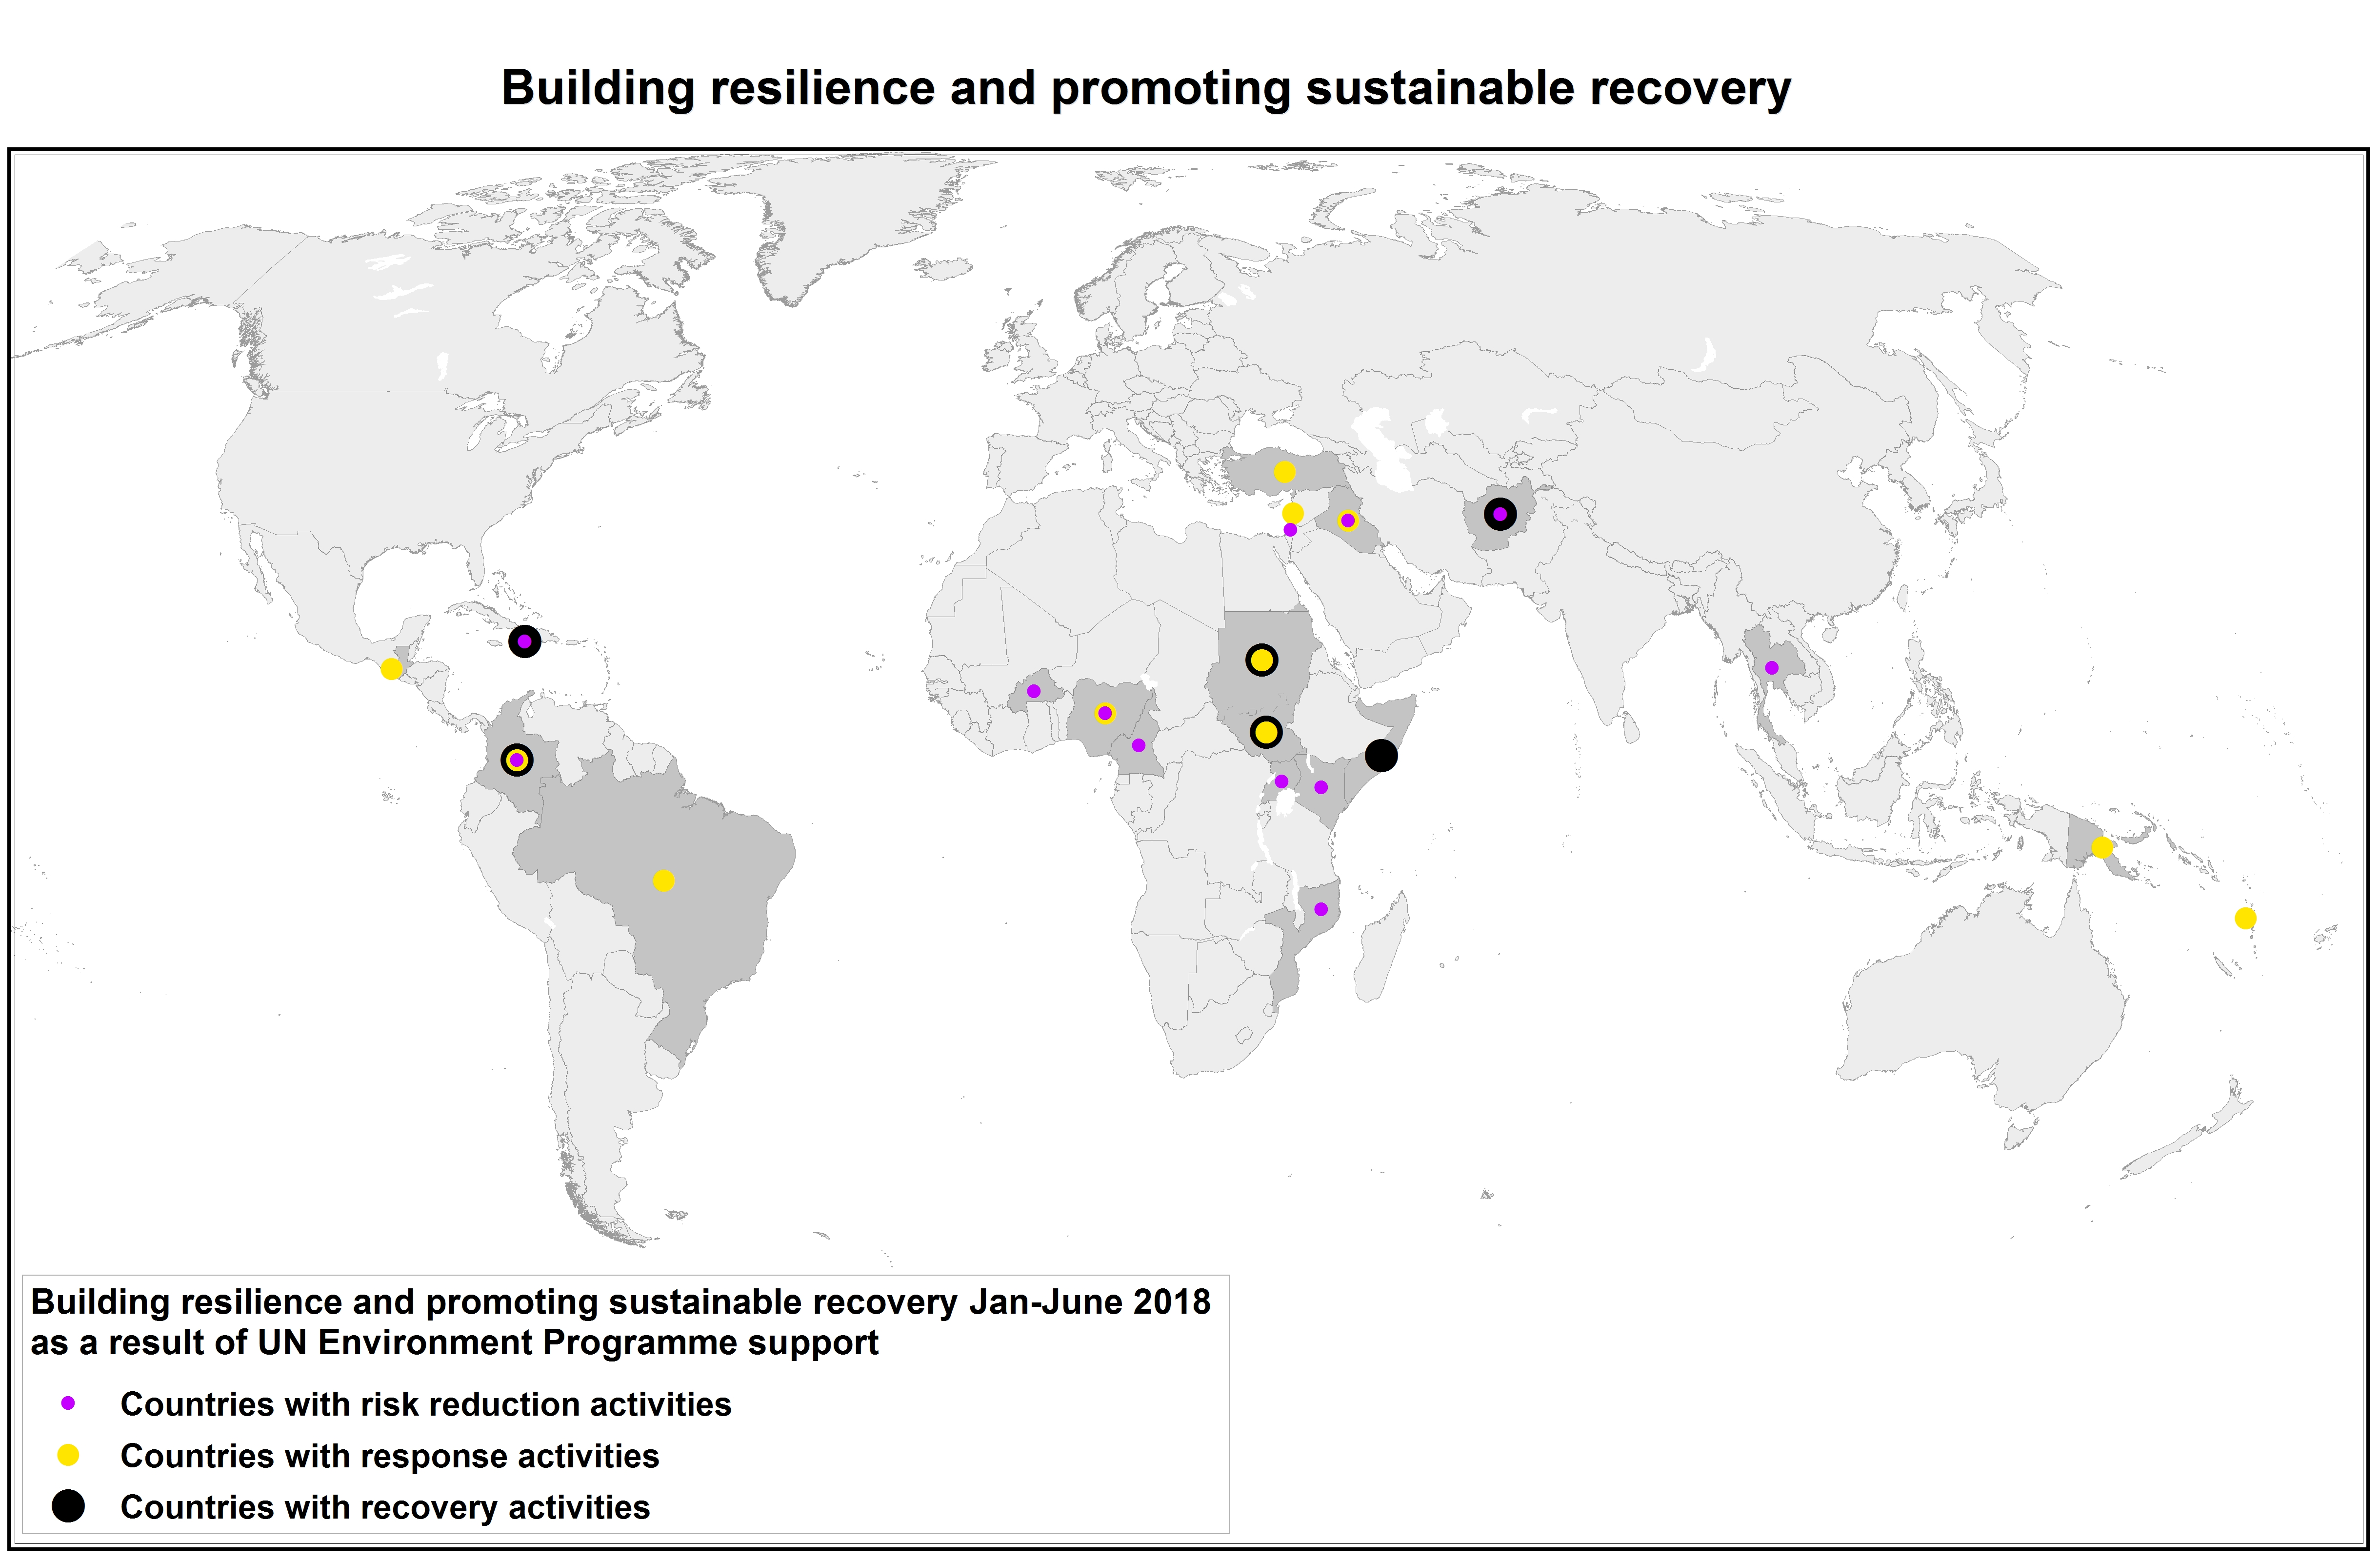 Building resilience and promoting sustainable recovery
Building resilience and promoting sustainable recovery Jan-June 2018
as a result of UN Environment Programme support
Countries with risk reduction activities
Countries with response activities
Countries with recovery activities